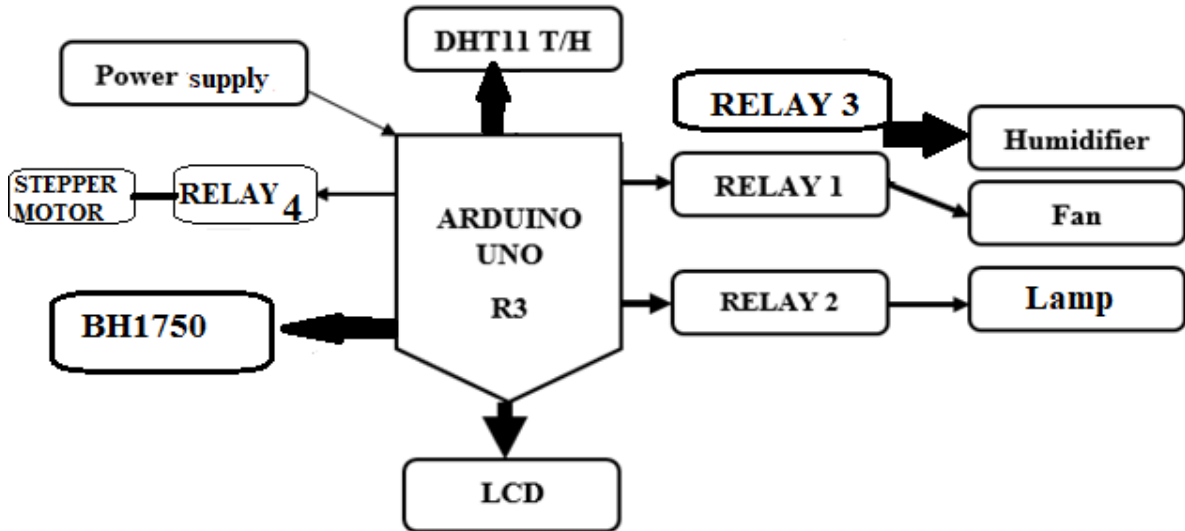 DHT11 T/H
Power supply
RELAY 3
Humidifier
STEPPER
MOTOR
RELAY 4
RELAY 1
Fan
ARDUINO
UNO
R3
BH1750
RELAY 2
Lamp
LCD